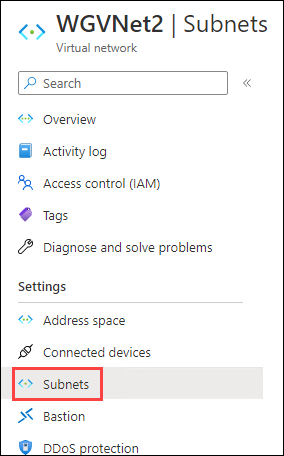 WGVNet2 | Subnets
Virtual network
Search
Overview
Activity log
Access control (IAM)
Tags
Diagnose and solve problems
Settings
Address space
Connected devices
Subnets
Bastion
DDoS protection